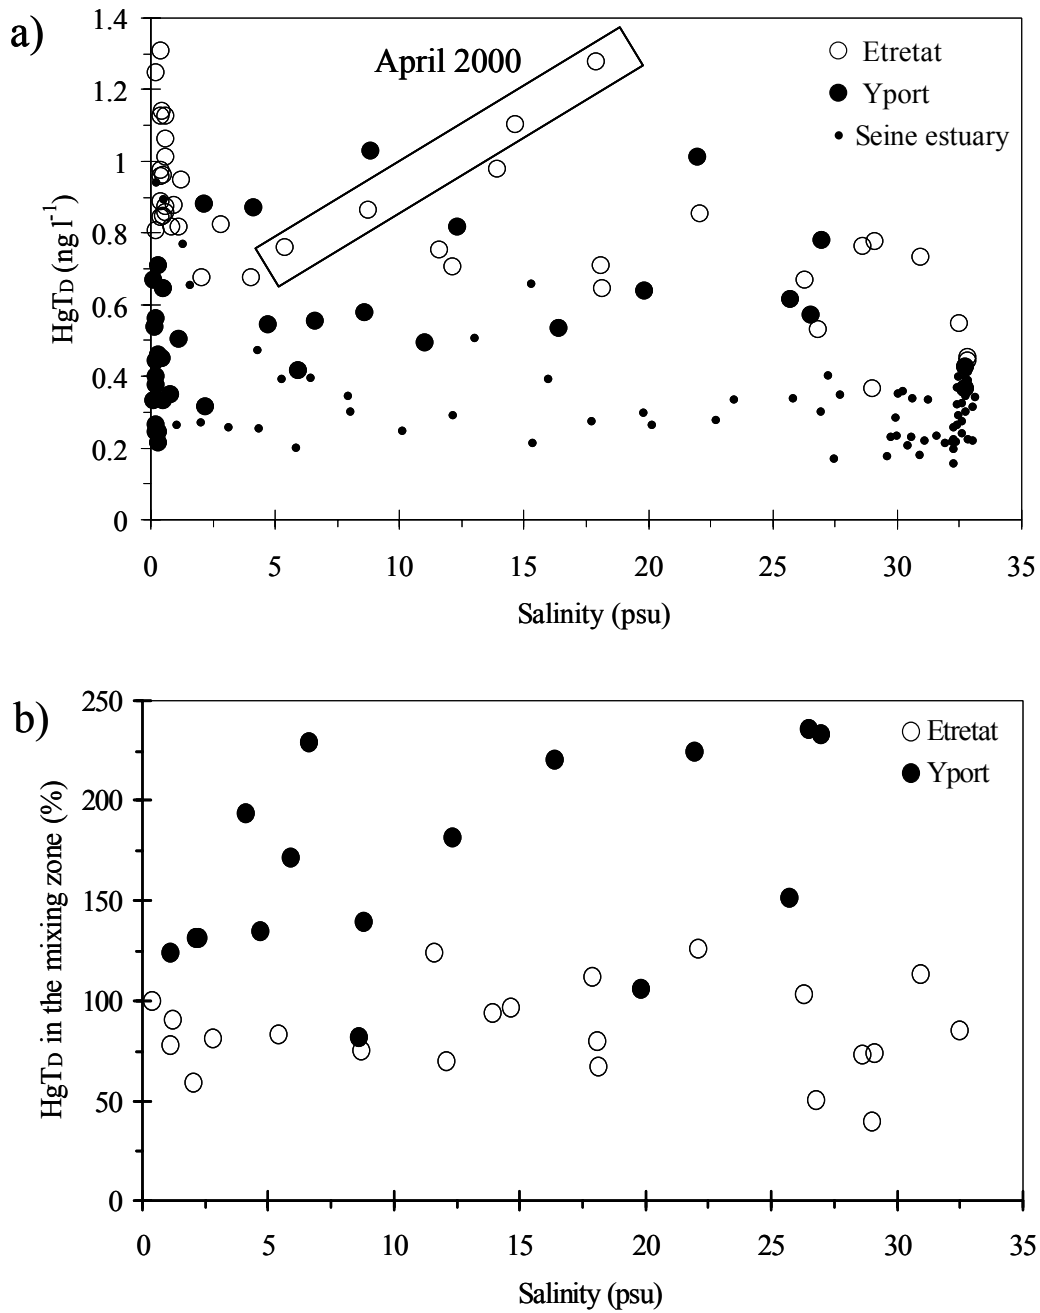 a)
1.4
1.2
1
0.8
0.6
0.4
0.2
0
HgTD (ng l-1)
April 2000
Etretat
Yport
Seine estuary
0 5 10 15 20 25 30 35
Salinity (psu)
b)
250
200
150
100
50
0
HgTD in the mixing zone (%)
Etretat
Yport
0 5 10 15 20 25 30 35
Salinity (psu)